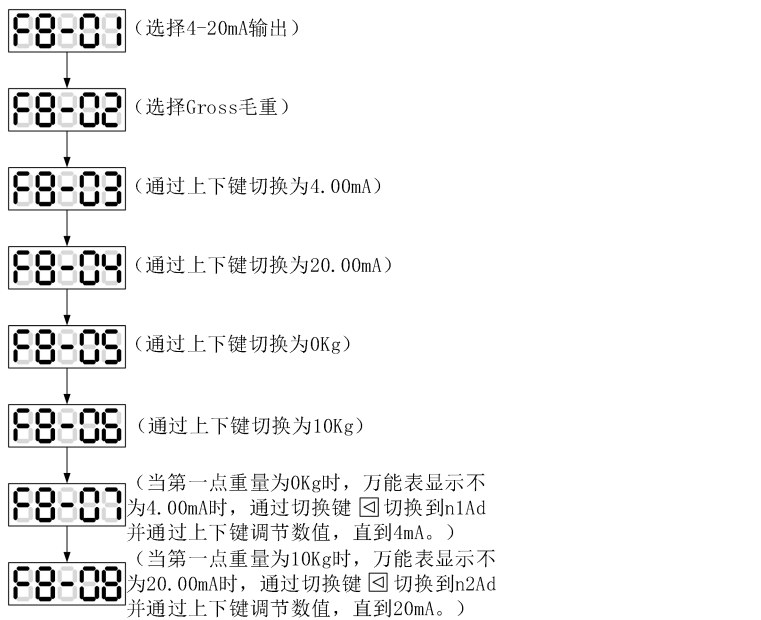 F8-01（选择4-20mA输出）
F8-02（选择Gross毛重）
F8-03（通过上下键切换为4.00mA）
F8-04（通过上下键切换为20.00mA）
F8-05（通过上下键切换为0Kg）
F8-06（通过上下键切换为10Kg）
F8-07
（当第一点重量为0Kg时，万能表显示不
为4.00mA时，通过切换键 ◁ 切换到n1Ad
并通过上下键调节数值，直到4mA。）
F8-08
（当第一点重量为10Kg时，万能表显示不
为20.00mA时，通过切换键 ◁ 切换到n2Ad
并通过上下键调节数值，直到20mA。）